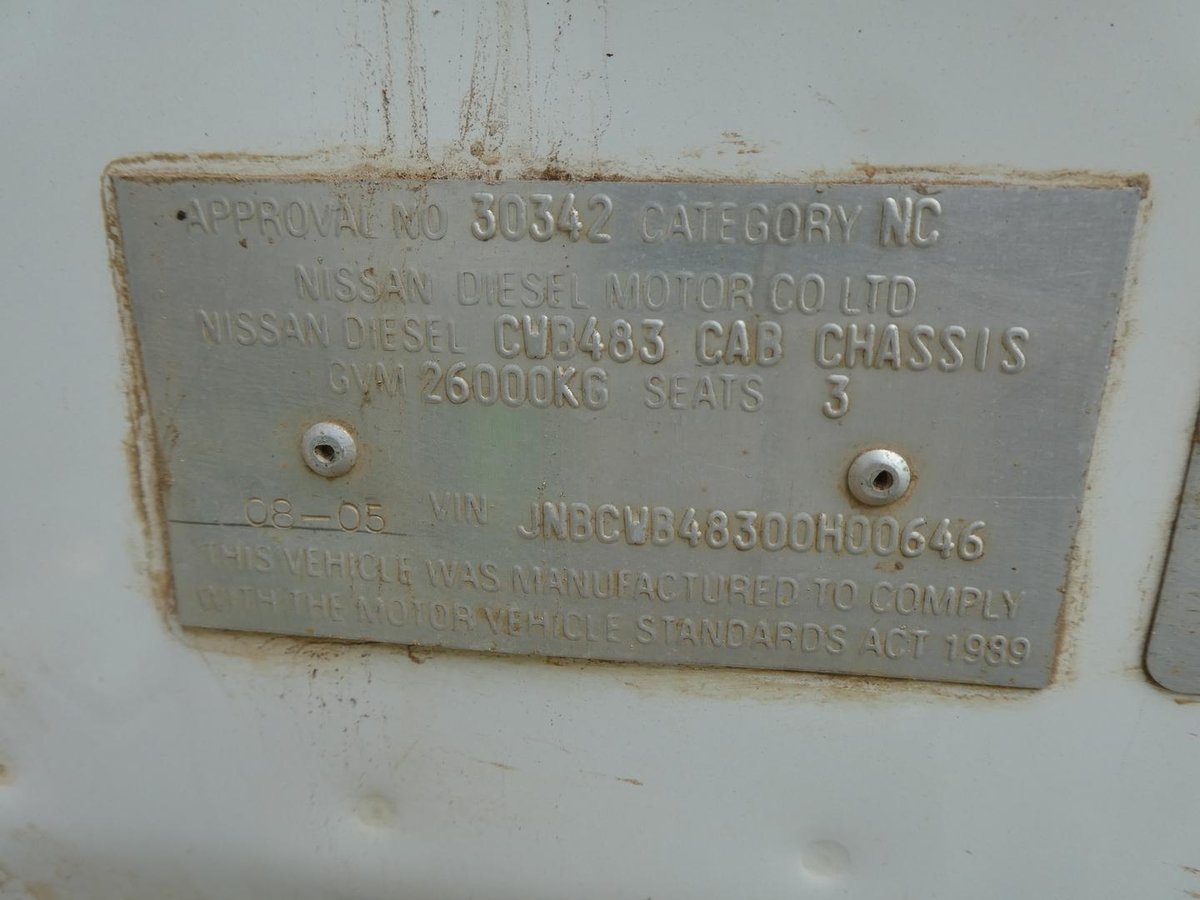 APPROVAL NO 30342 CATEGORY NC
NISSAN DIESEL MOTOR CO LTD
NISSAN DIESEL CWB483 CAB CHASSIS
GVM 26000KG SEATS 3
08-05 VIN JNBCWB48300H00646
THIS VEHICLE WAS MANUFACTURED TO COMPLY
WITH THE MOTOR VEHICLE STANDARDS ACT 1989